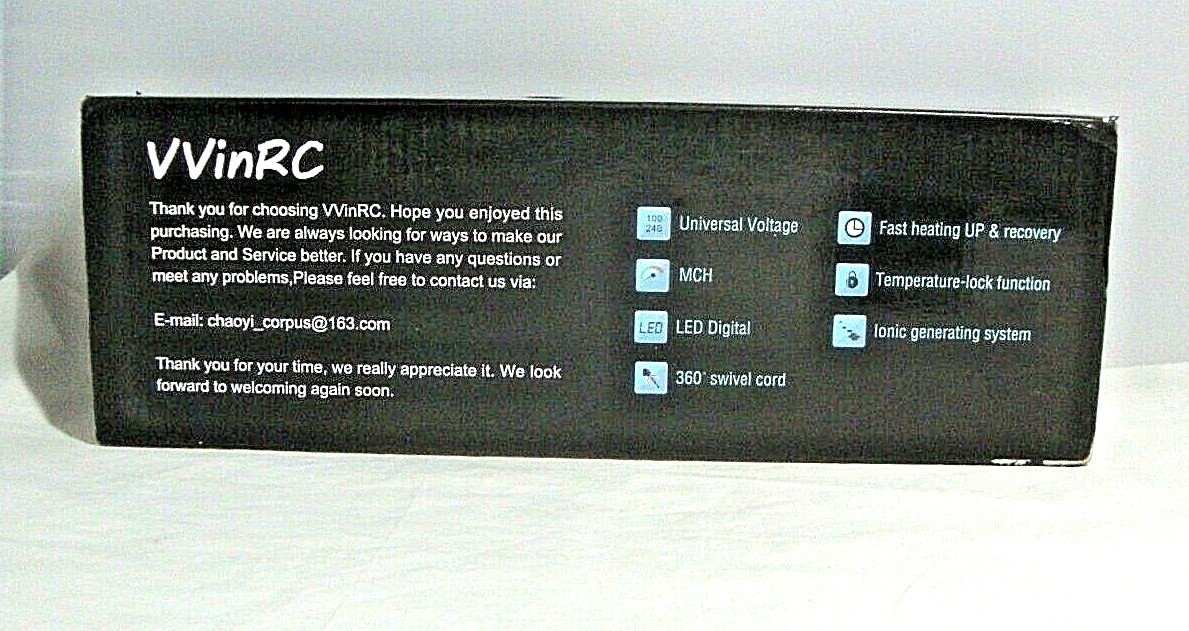 VVinRC
Thank you for choosing VVinRC. Hope you enjoyed this
purchasing. We are always looking for ways to make our
Product and Service better. If you have any questions or
meet any problems,Please feel free to contact us via:
E-mail: chaoyi_corpus@163.com
Thank you for your time, we really appreciate it. We look
forward to welcoming again soon.
100
240
Universal Voltage
MCH
LED
LED Digital
360° swivel cord
Fast heating UP & recovery
Temperature-lock function
Ionic generating system